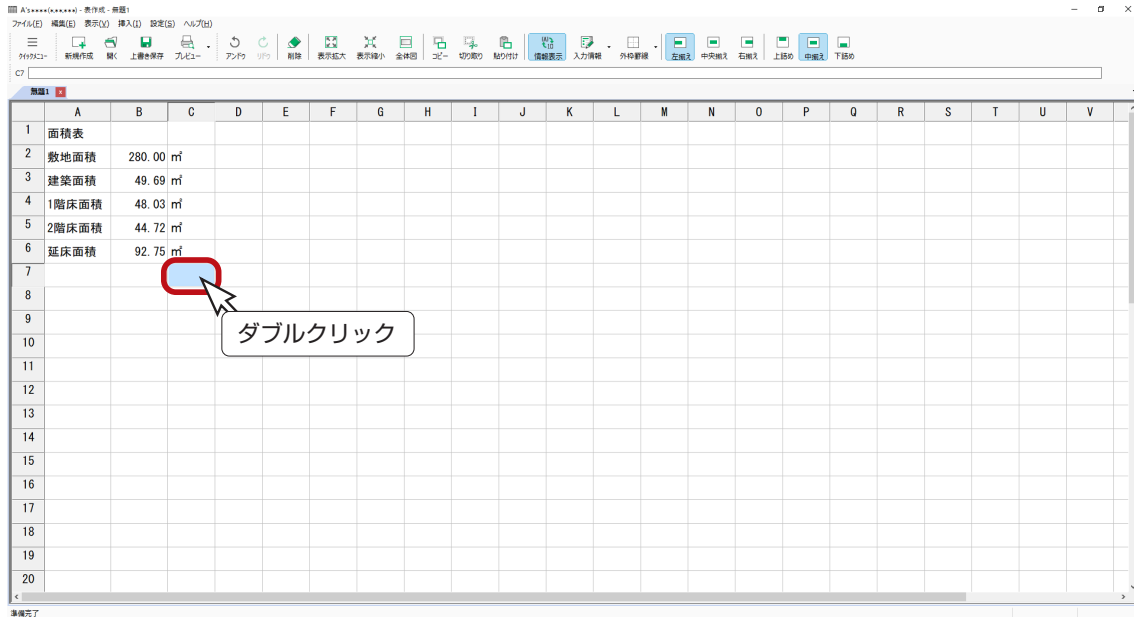 A's****(*.**.***) - 表作成 - 無題1
ファイル(F) 編集(E) 表示(V) 挿入(I) 設定(S) ヘルプ(H)
クイックメニュー 新規作成 開く 上書き保存 プレビュー アンドゥ リドゥ 削除 表示拡大 表示縮小 全体図 コピー 切り取り 貼り付け 情報表示 入力情報 外枠罫線 左揃え 中央揃え 右揃え 上詰め 中揃え 下詰め
C7
無題1
A B C D E F G H I J K L M N O P Q R S T U V
1 面積表
2 敷地面積 280.00 ㎡
3 建築面積 49.69 ㎡
4 1階床面積 48.03 ㎡
5 2階床面積 44.72 ㎡
6 延床面積 92.75 ㎡
7
8
9
ダブルクリック
10
11
12
13
14
15
16
17
18
19
20
準備完了